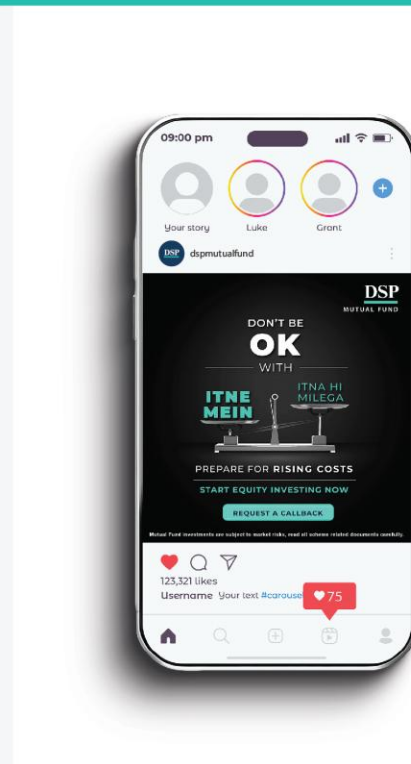 09:00 pm
Your story
Luke
Grant
DSP
dspmutualfund
DSP
MUTUAL FUND
DON'T BE
OK
WITH
ITNE
MEIN
ITNA HI
MILEGA
PREPARE FOR RISING COSTS
START EQUITY INVESTING NOW
REQUEST A CALLBACK
Mutual Fund investments are subject to market risks, read all scheme related documents carefully.
123,321 likes
Username Your text #carousel
75